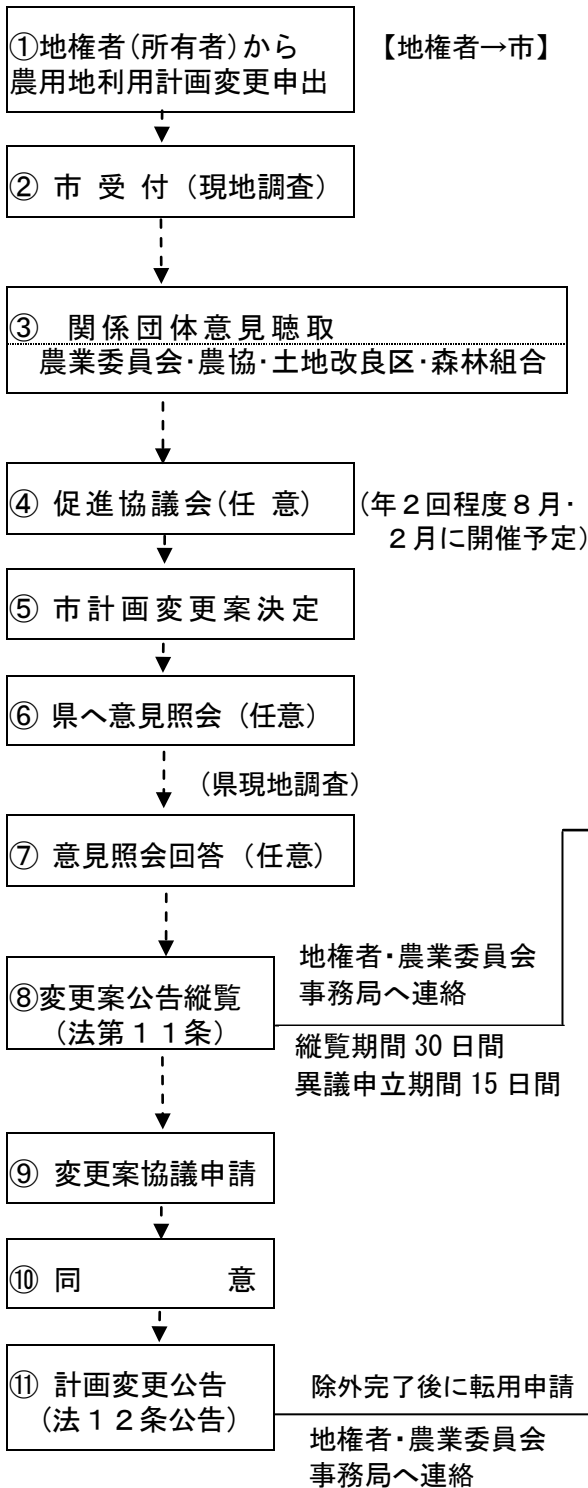 ①地権者(所有者)から
農用地利用計画変更申出
【地権者→市】
② 市 受 付 (現地調査)
③ 関係団体意見聴取
農業委員会・農協・土地改良区・森林組合
④ 促進協議会(任 意)
(年２回程度８月・
２月に開催予定)
⑤ 市計画変更案決定
⑥ 県へ意見照会 (任意)
(県現地調査)
⑦ 意見照会回答 (任意)
⑧変更案公告縦覧
(法第１１条)
地権者・農業委員会
事務局へ連絡
縦覧期間 30 日間
異議申立期間 15 日間
⑨ 変更案協議申請
⑩ 同 意
⑪ 計画変更公告
(法１２条公告)
除外完了後に転用申請
地権者・農業委員会
事務局へ連絡